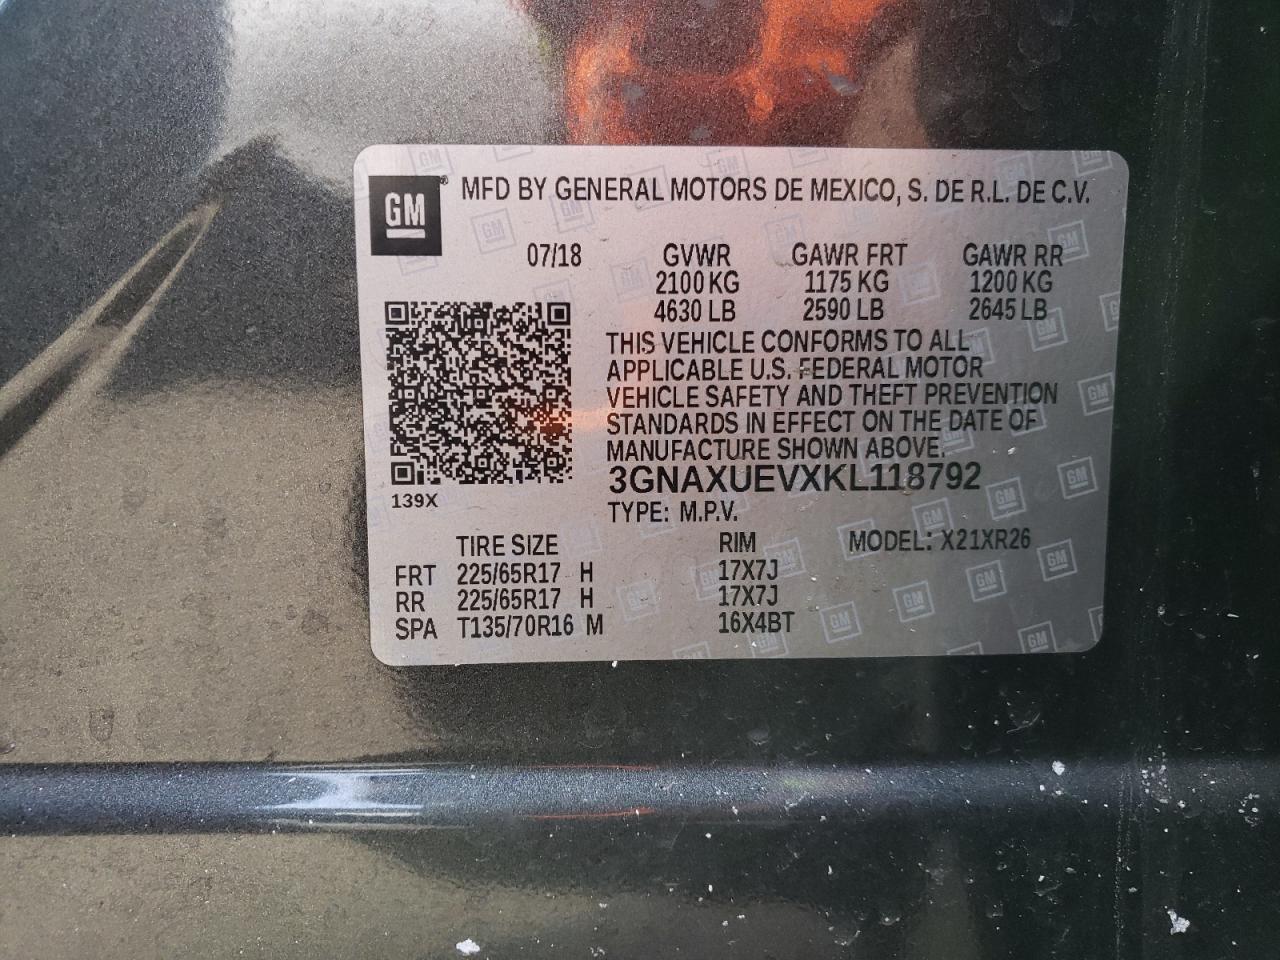 GM® MFD BY GENERAL MOTORS DE MEXICO, S. DE R.L. DE C.V.
07/18 GVWR GAWR FRT GAWR RR
2100 KG 1175 KG 1200 KG
4630 LB 2590 LB 2645 LB
THIS VEHICLE CONFORMS TO ALL
APPLICABLE U.S. FEDERAL MOTOR
VEHICLE SAFETY AND THEFT PREVENTION
STANDARDS IN EFFECT ON THE DATE OF
MANUFACTURE SHOWN ABOVE.
3GNAXUEVXKL118792
139X
TYPE: M.P.V.
TIRE SIZE RIM MODEL: X21XR26
FRT 225/65R17 H 17X7J
RR 225/65R17 H 17X7J
SPA T135/70R16 M 16X4BT